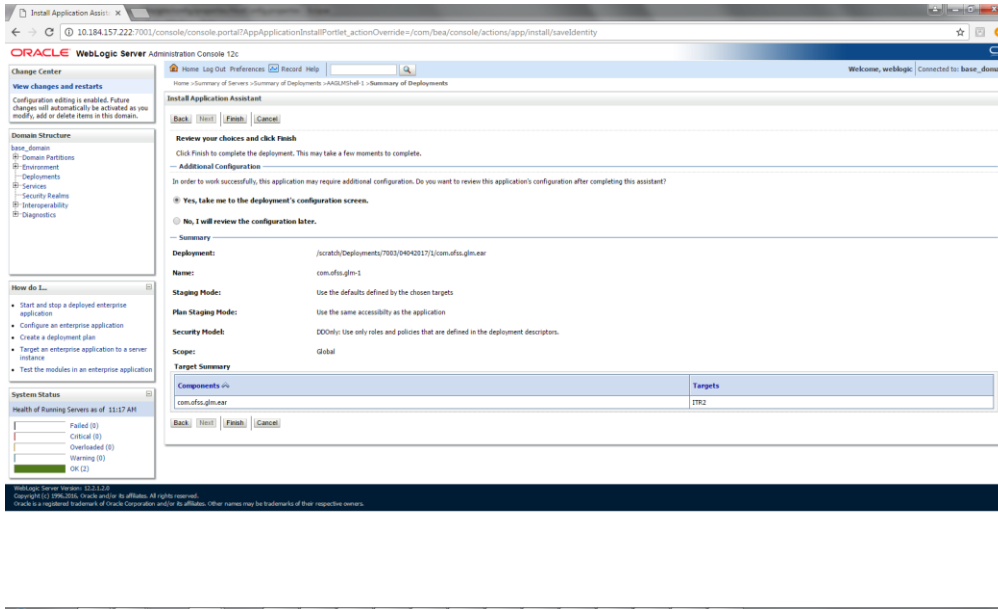 Install Application Assist
10.184.157.222:7001/console/console.portal?AppApplicationInstallPortlet_actionOverride=/com/bea/console/actions/app/install/saveIdentity
ORACLE WebLogic Server Administration Console 12c
Change Center
View changes and restarts
Configuration editing is enabled. Future
changes will automatically be activated as you
modify, add or delete items in this domain.
Domain Structure
base_domain
Domain Partitions
Environment
Deployments
Services
Security Realms
Interoperability
Diagnostics
How do I...
Start and stop a deployed enterprise
application
Configure an enterprise application
Create a deployment plan
Target an enterprise application to a server
instance
Test the modules in an enterprise application
System Status
Health of Running Servers as of 11:17 AM
Failed (0)
Critical (0)
Overloaded (0)
Warning (0)
OK (2)
Home Log Out Preferences Record Help
Welcome, weblogic Connected to: base_doma
Home >Summary of Servers >Summary of Deployments >AAGLMShell-1 >Summary of Deployments
Install Application Assistant
Back Next Finish Cancel
Review your choices and click Finish
Click Finish to complete the deployment. This may take a few moments to complete.
Additional Configuration
In order to work successfully, this application may require additional configuration. Do you want to review this application's configuration after completing this assistant?
Yes, take me to the deployment's configuration screen.
No, I will review the configuration later.
Summary
Deployment: /scratch/Deployments/7003/04042017/1/com.ofss.glm.ear
Name: com.ofss.glm-1
Staging Mode: Use the defaults defined by the chosen targets
Plan Staging Mode: Use the same accessibilty as the application
Security Model: DDOnly: Use only roles and policies that are defined in the deployment descriptors.
Scope: Global
Target Summary
Components Targets
com.ofss.glm.ear ITR2
Back Next Finish Cancel
WebLogic Server Version: 12.2.1.2.0
Copyright (c) 1996,2016, Oracle and/or its affiliates. All rights reserved.
Oracle is a registered trademark of Oracle Corporation and/or its affiliates. Other names may be trademarks of their respective owners.